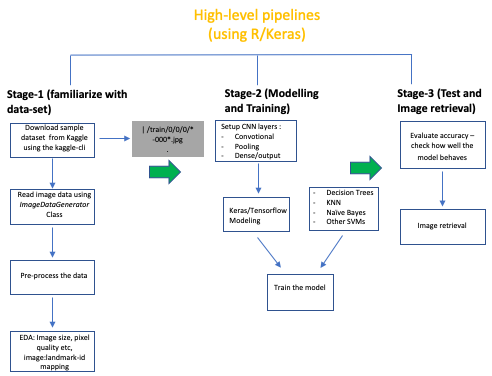 High-level pipelines
(using R/Keras)
Stage-1 (familiarize with
data-set)
Download sample
dataset from Kaggle
using the kaggle-cli
| /train/0/0/0/*
-000*.jpg
.
Read image data using
ImageDataGenerator
Class
Pre-process the data
EDA: Image size, pixel
quality etc,
image:landmark-id
mapping
Stage-2 (Modelling
and Training)
Setup CNN layers :
- Convotional
- Pooling
- Dense/output
Keras/Tensorflow
Modeling
- Decision Trees
- KNN
- Naïve Bayes
- Other SVMs
Train the model
Stage-3 (Test and
Image retrieval)
Evaluate accuracy –
check how well the
model behaves
Image retrieval